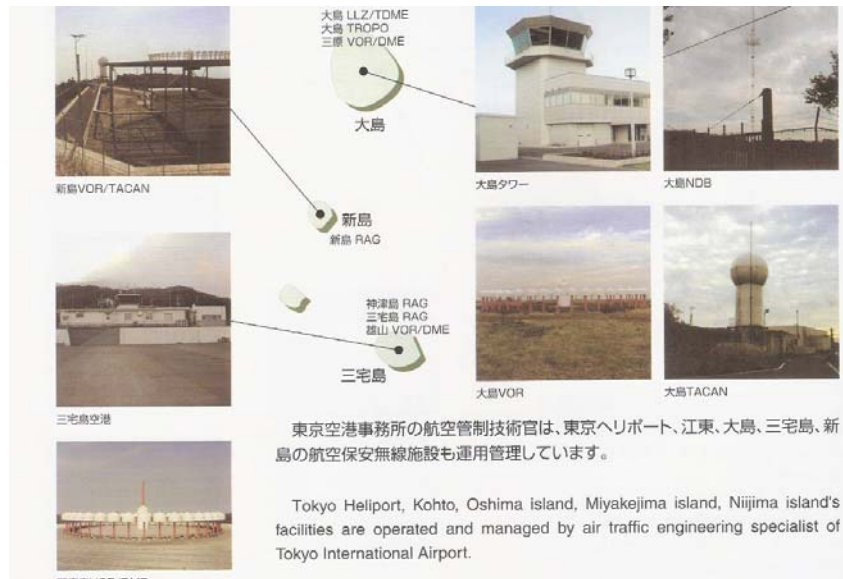 大島 LLZ/TDME
大島 TROPO
三原 VOR/DME
大島
新島VOR/TACAN
大島タワー
大島NDB
新島
新島 RAG
神津島 RAG
三宅島 RAG
雄山 VOR/DME
三宅島
三宅島空港
大島VOR
大島TACAN
東京空港事務所の航空管制技術官は、東京ヘリポート、江東、大島、三宅島、新
島の航空保安無線施設も運用管理しています。
Tokyo Heliport, Kohto, Oshima island, Miyakejima island, Niijima island's
facilities are operated and managed by air traffic engineering specialist of
Tokyo International Airport.